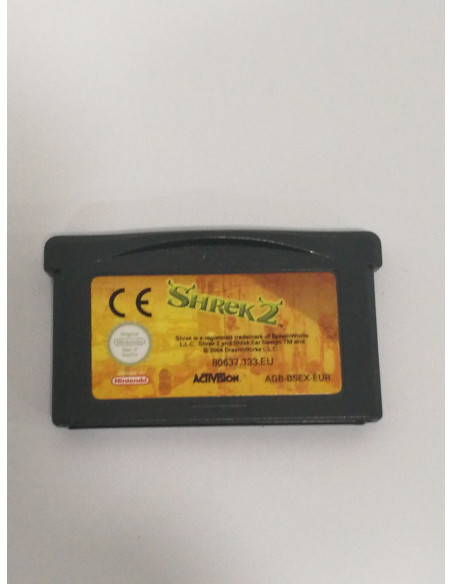 CE
SHREK 2
Original
Nintendo
Shrek is a registered trademark of DreamWorks
L.L.C. Shrek 2 and Shrek Ear Design TM and
© 2004 DreamWorks L.L.C.
80637.133.EU
Nintendo
ACTIVISION
AGB-BSEX-EUR